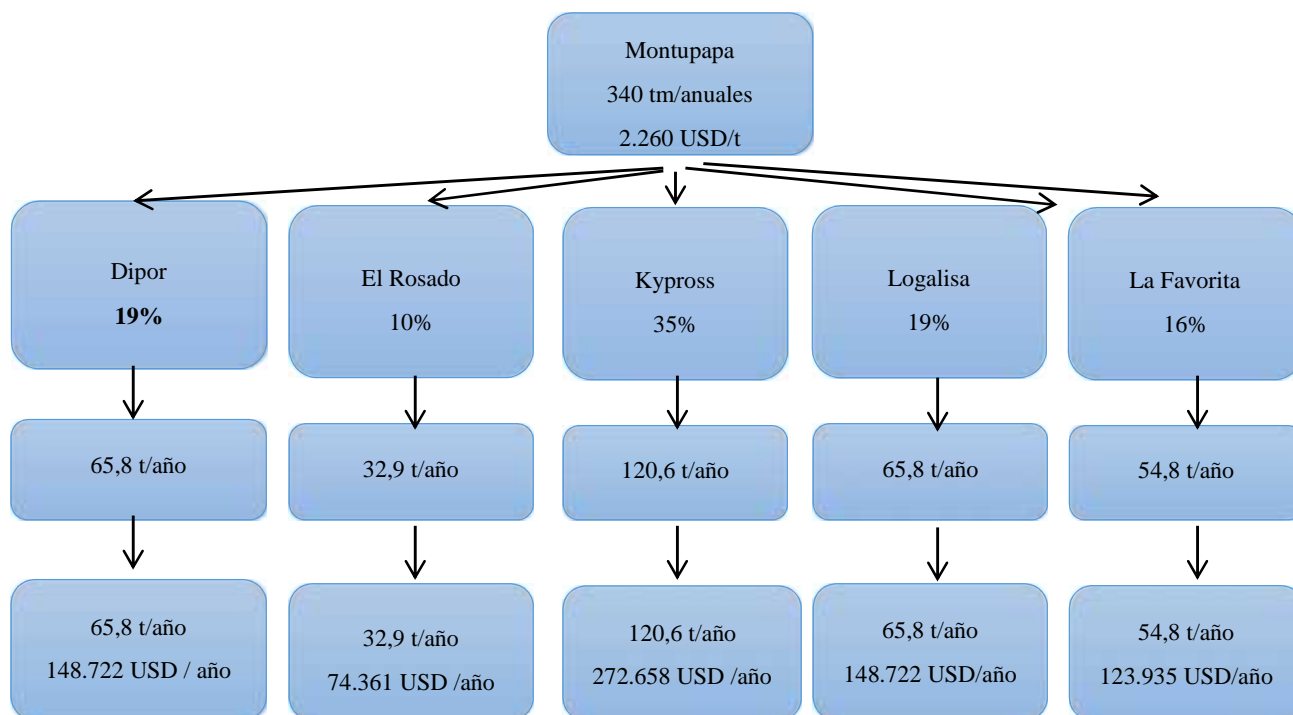 Montupapa
340 tm/anuales
2.260 USD/t
Dipor
19%
El Rosado
10%
Kypross
35%
Logalisa
19%
La Favorita
16%
65,8 t/año
32,9 t/año
120,6 t/año
65,8 t/año
54,8 t/año
65,8 t/año
148.722 USD / año
32,9 t/año
74.361 USD /año
120,6 t/año
272.658 USD /año
65,8 t/año
148.722 USD/año
54,8 t/año
123.935 USD/año